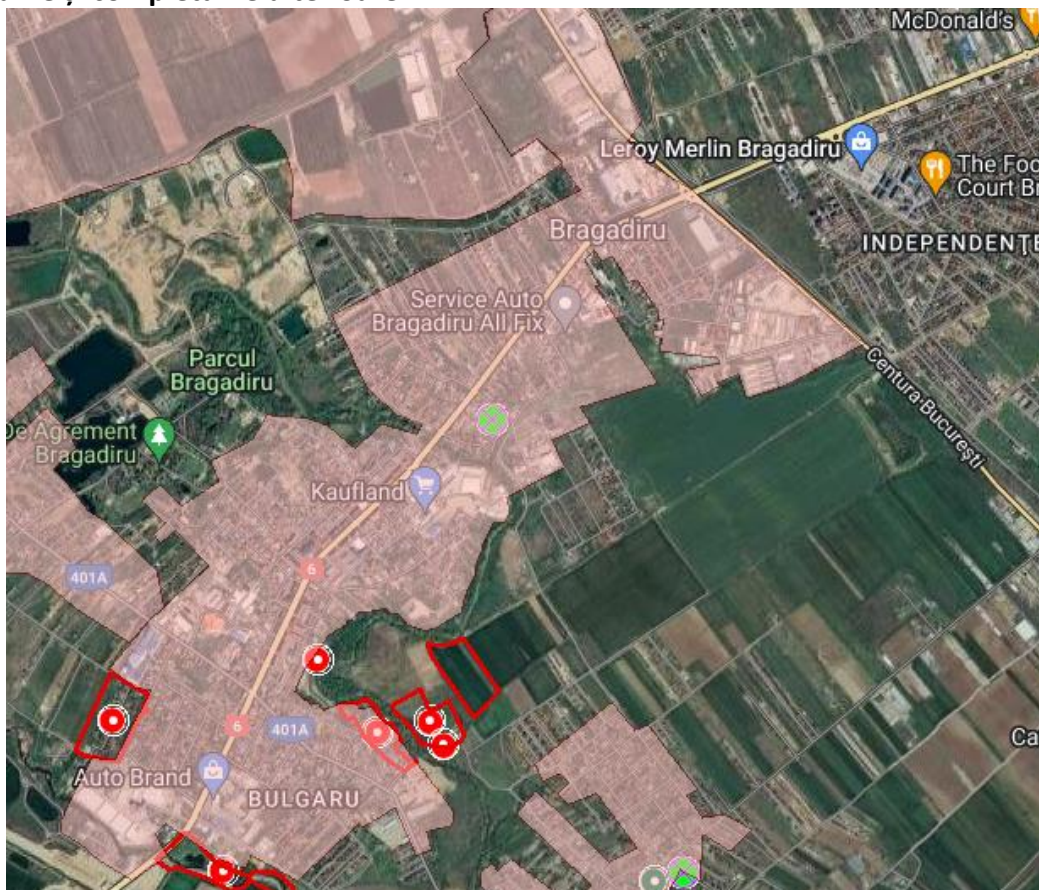 McDonald's
Leroy Merlin Bragadiru
The Foo
Court Br
INDEPENDENȚE
Bragadiru
Service Auto
Bragadiru All Fix
Parcul
Bragadiru
De Agrement
Bragadiru
Centura București
Kaufland
6
401A
6
401A
Ca
Auto Brand
BULGARU